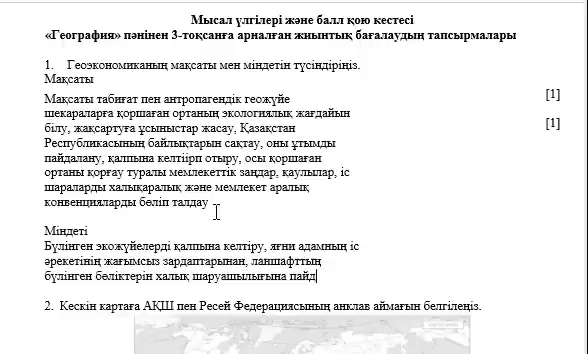 Мысал үлгілері және балл қою кестесі
«География» пәнінен 3-тоқсанға арналған жиынтық бағалаудың тапсырмалары
1. Геоэкономиканың мақсаты мен міндетін түсіндіріңіз.
Мақсаты
Мақсаты табиғат пен антропагендік геожүйе [1]
шекараларға қоршаған ортаның экологиялық жағдайын
білу, жақсартуға ұсыныстар жасау, Қазақстан [1]
Республикасының байлықтарын сақтау, оны ұтымды
пайдалану, қалпына келтіірп отыру, осы қоршаған
ортаны қорғау туралы мемлекеттік заңдар, қаулылар, іс
шараларды халықаралық және мемлекет аралық
конвенцияларды бөліп талдау
Міндеті
Бүлінген экожүйелерді қалпына келтіру, яғни адамның іс
әрекетінің жағымсыз зардаптарынан, ланшафттың
бүлінген бөліктерін халық шаруашылығына пайд
2. Кескін картаға АҚШ пен Ресей Федерациясының анклав аймағын белгілеңіз.